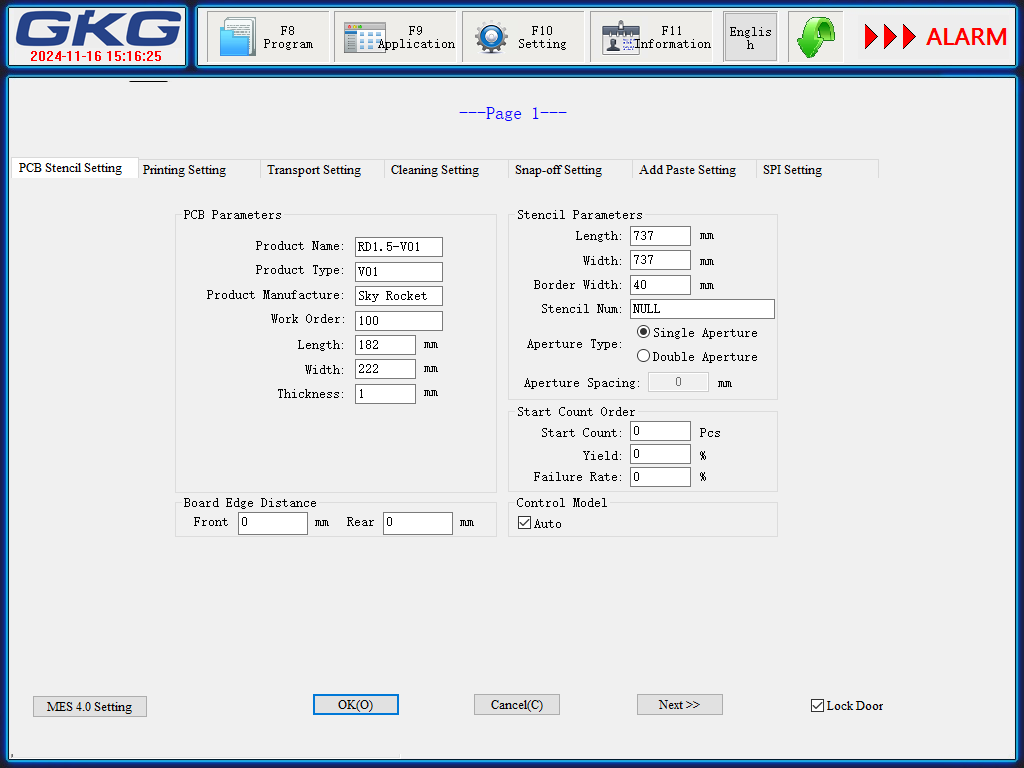 GKG
2024-11-16 15:16:25
F8
Program
F9
Application
F10
Setting
F11
Information
Englis
h
ALARM
---Page 1---
PCB Stencil Setting
Printing Setting
Transport Setting
Cleaning Setting
Snap-off Setting
Add Paste Setting
SPI Setting
PCB Parameters
Product Name: RD1.5-V01
Product Type: V01
Product Manufacture: Sky Rocket
Work Order: 100
Length: 182 mm
Width: 222 mm
Thickness: 1 mm
Board Edge Distance
Front 0 mm Rear 0 mm
Stencil Parameters
Length: 737 mm
Width: 737 mm
Border Width: 40 mm
Stencil Num: NULL
Aperture Type:
Single Aperture
Double Aperture
Aperture Spacing: 0 mm
Start Count Order
Start Count: 0 Pcs
Yield: 0 %
Failure Rate: 0 %
Control Model
Auto
MES 4.0 Setting
OK(O)
Cancel(C)
Next >>
Lock Door